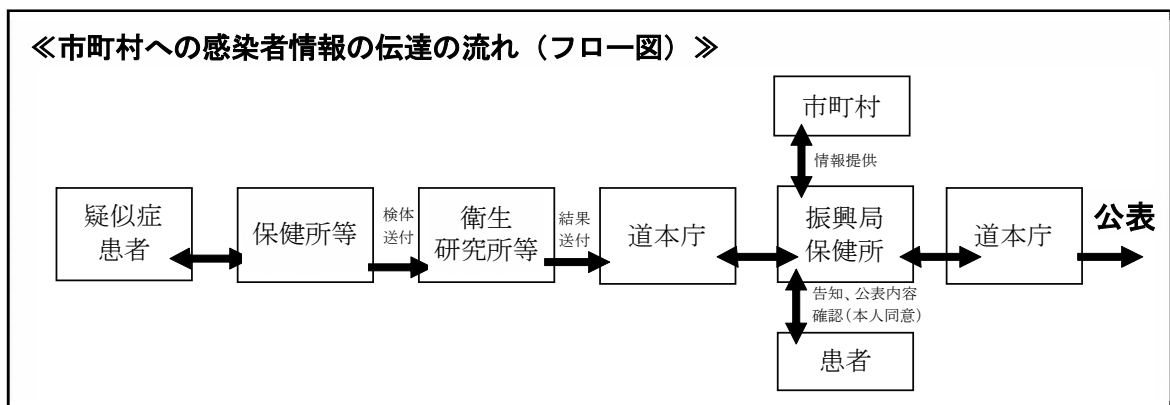 ≪市町村への感染者情報の伝達の流れ（フロー図）≫
市町村
情報提供
疑似症
患者
保健所等
検体
送付
衛生
研究所等
結果
送付
道本庁
振興局
保健所
道本庁
公表
告知、公表内容
確認（本人同意）
患者